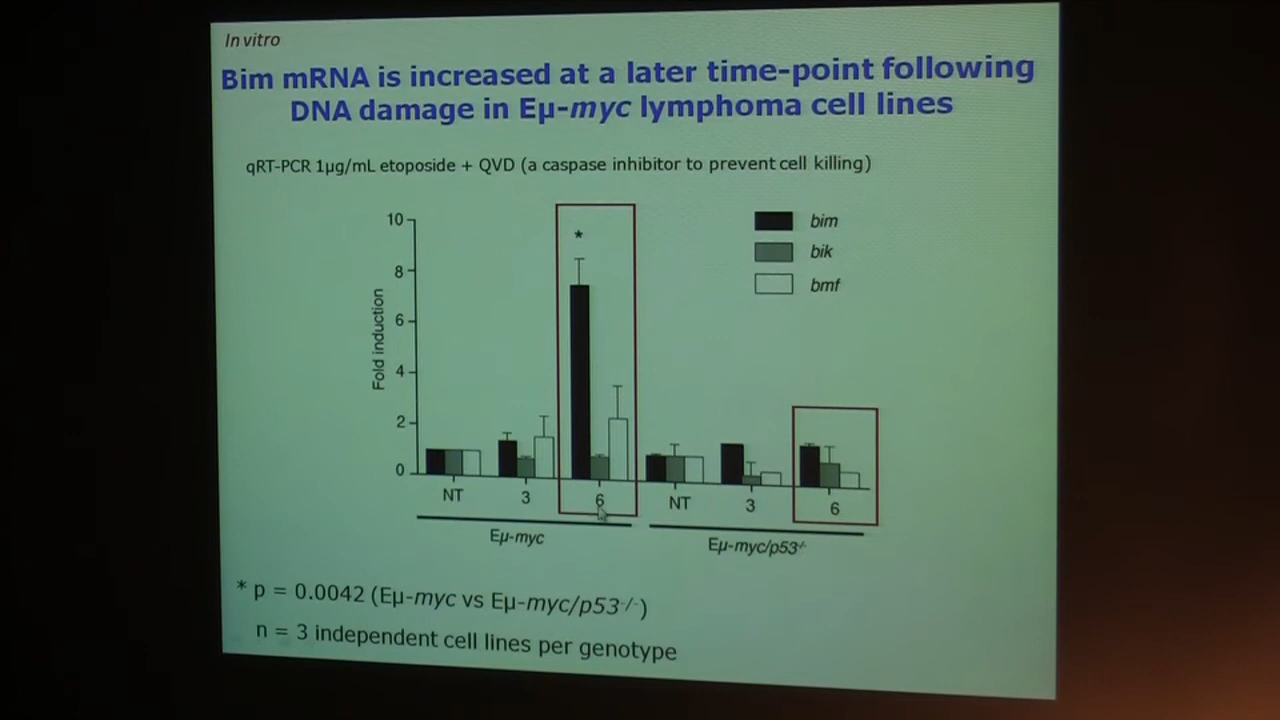 In vitro
Bim mRNA is increased at a later time-point following
DNA damage in Eµ-myc lymphoma cell lines
qRT-PCR 1µg/mL etoposide + QVD (a caspase inhibitor to prevent cell killing)
10
8
6
4
2
0
Fold induction
*
bim
bik
bmf
NT 3 6 NT 3 6
Eµ-myc Eµ-myc/p53-/-
* p = 0.0042 (Eµ-myc vs Eµ-myc/p53-/-)
n = 3 independent cell lines per genotype